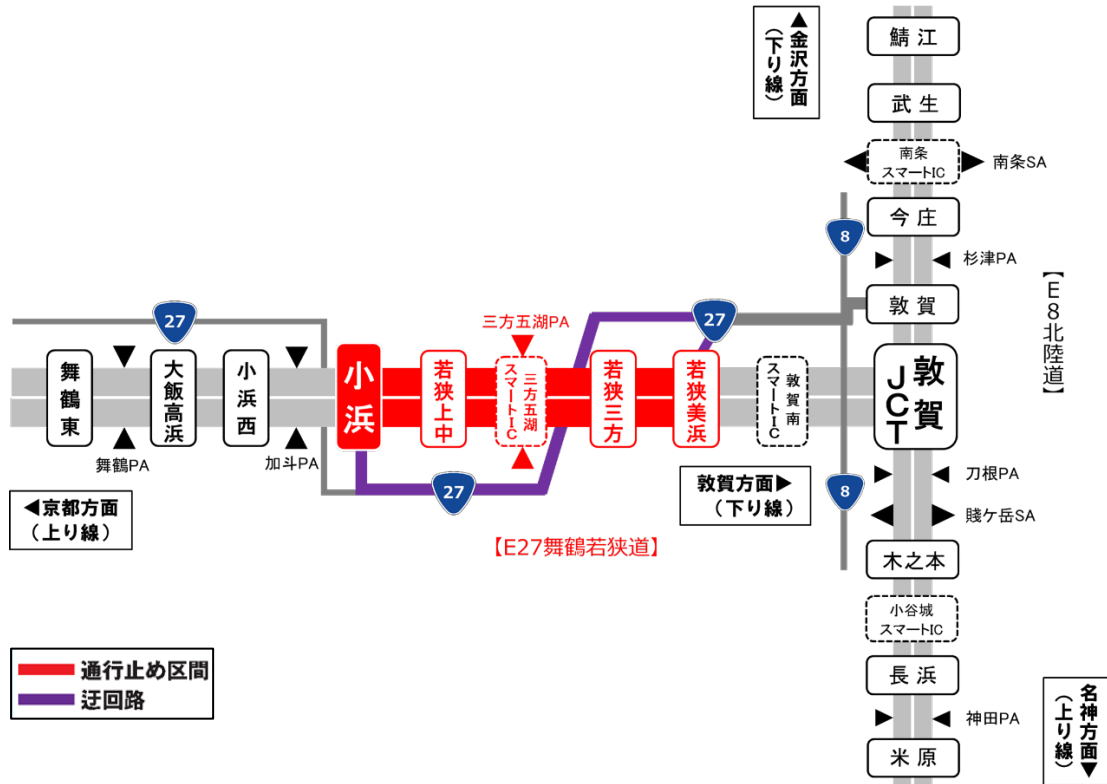 ▲金沢方面
(下り線)
鯖江
武生
南条
スマートIC
南条SA
今庄
8
杉津PA
敦賀
【E8北陸道】
27
三方五湖PA
27
舞鶴東
大飯高浜
小浜西
小浜
若狭上中
三方五湖
スマートIC
若狭三方
若狭美浜
敦賀南
スマートIC
敦賀
JCT
舞鶴PA
加斗PA
刀根PA
◀京都方面
(上り線)
27
敦賀方面▶
(下り線)
8
賤ケ岳SA
【E27舞鶴若狭道】
木之本
小谷城
スマートIC
通行止め区間
迂回路
長浜
神田PA
名神方面▶
(上り線)
米原